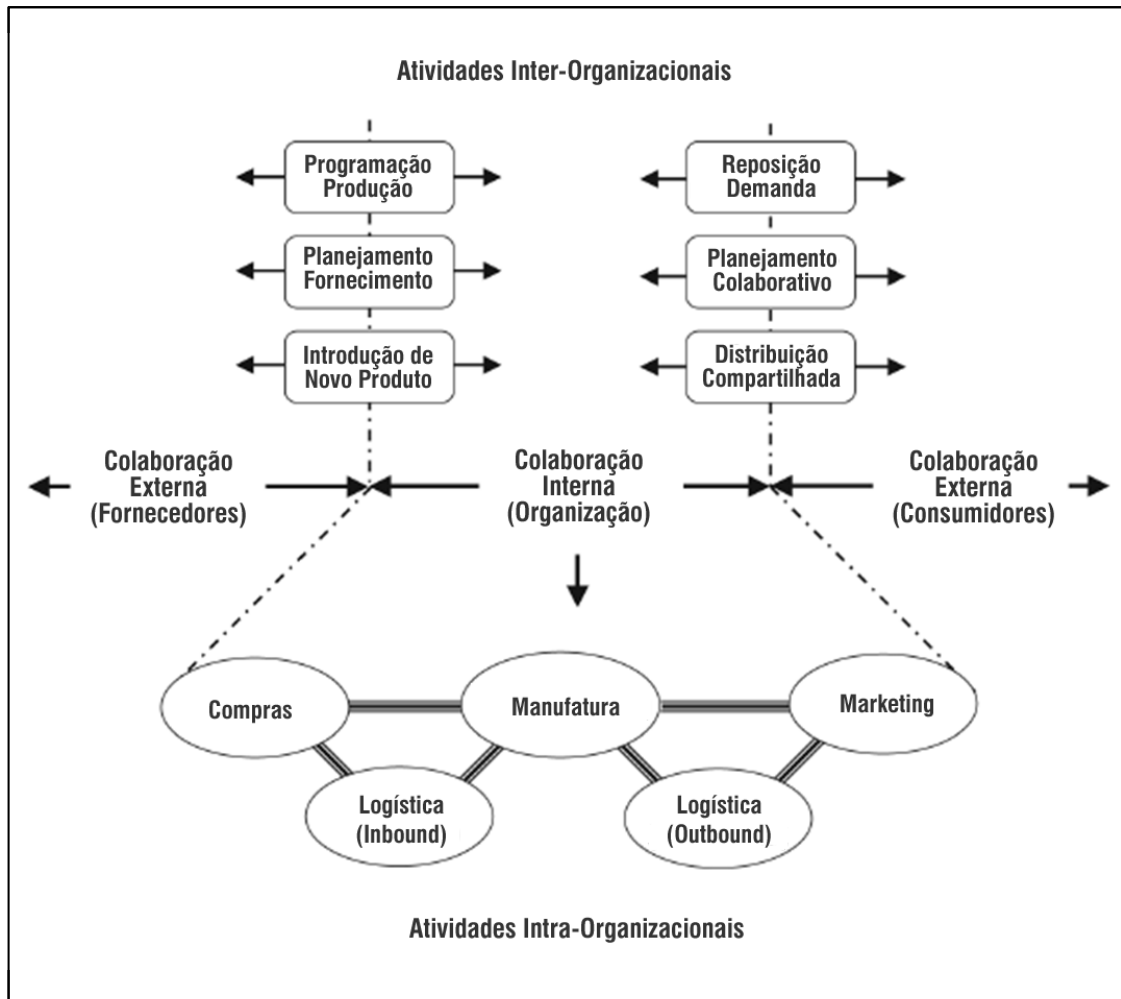 Atividades Inter-Organizacionais
Programação
Produção
Planejamento
Fornecimento
Introdução de
Novo Produto
Reposição
Demanda
Planejamento
Colaborativo
Distribuição
Compartilhada
Colaboração
Externa
(Fornecedores)
Colaboração
Interna
(Organização)
Colaboração
Externa
(Consumidores)
Compras
Manufatura
Marketing
Logística
(Inbound)
Logística
(Outbound)
Atividades Intra-Organizacionais